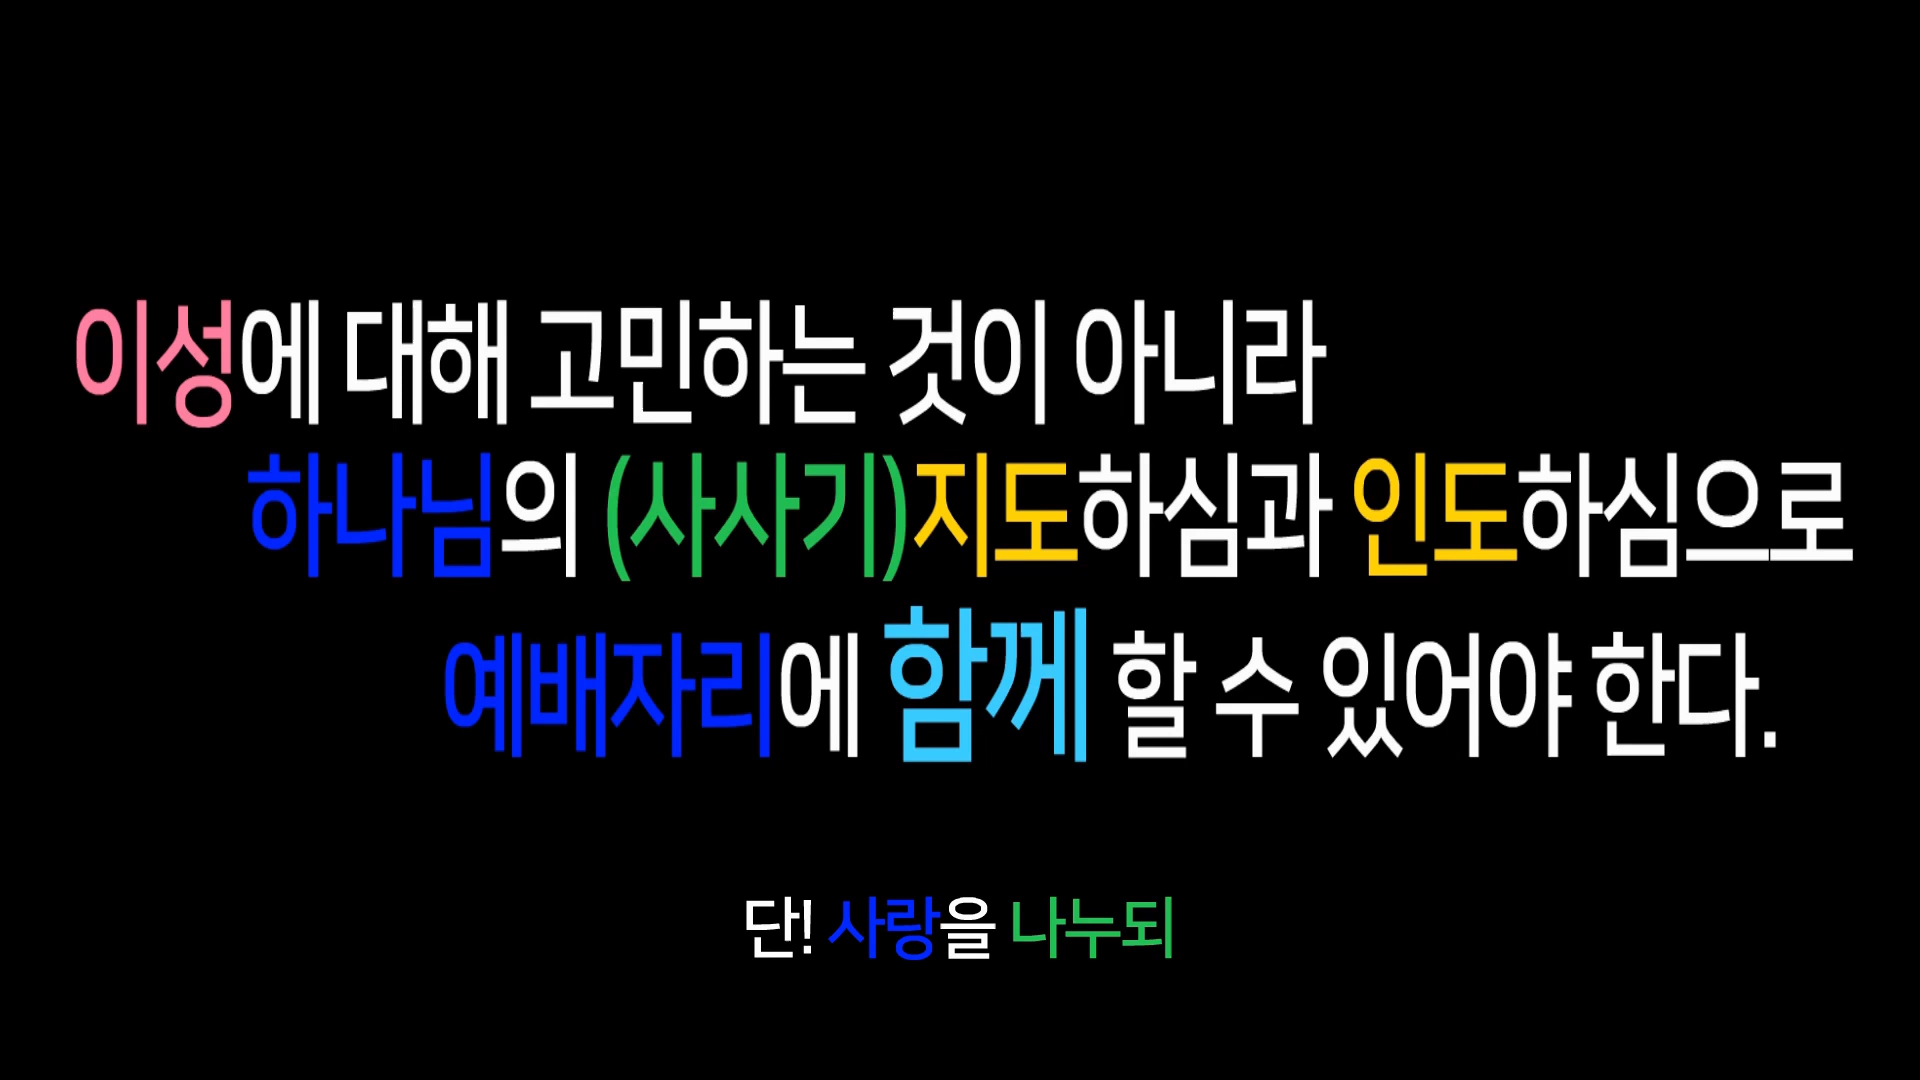 이성에 대해 고민하는 것이 아니라
하나님의 (사사기)지도하심과 인도하심으로
예배자리에 함께 할 수 있어야 한다.
단! 사랑을 나누되